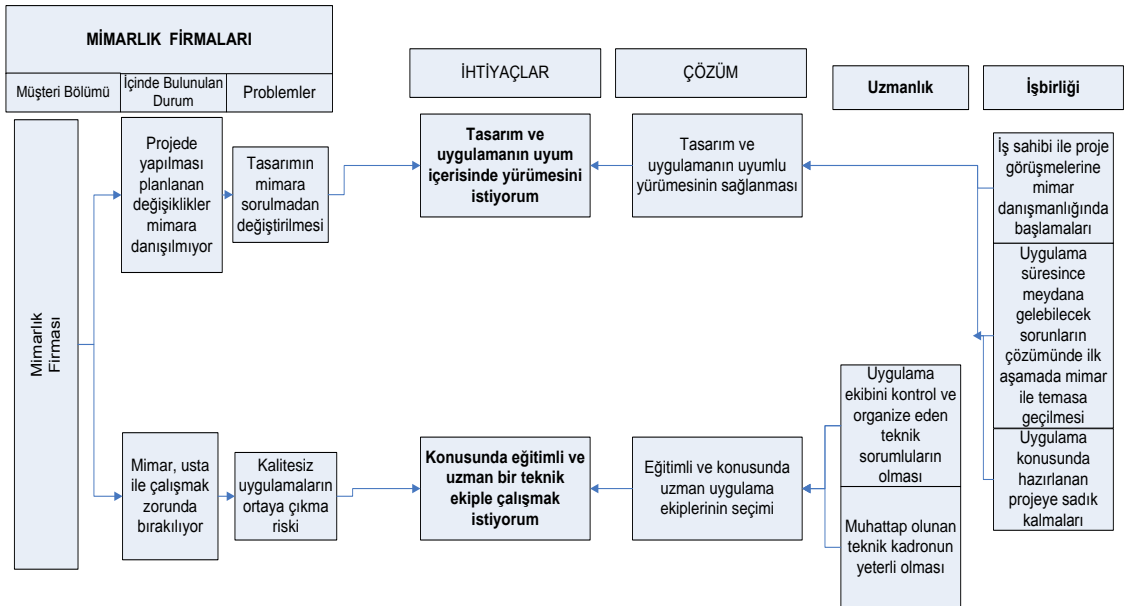 MİMARLIK FİRMALARI
Müşteri Bölümü
İçinde Bulunulan
Durum
Problemler
İHTİYAÇLAR
ÇÖZÜM
Uzmanlık
İşbirliği
Mimarlık
Firması
Projede
yapılması
planlanan
değişiklikler
mimara
danışılmıyor
Tasarımın
mimara
sorulmadan
değiştirilmesi
Tasarım ve
uygulamanın uyum
içerisinde yürümesini
istiyorum
Tasarım ve
uygulamanın uyumlu
yürümesinin sağlanması
İş sahibi ile proje
görüşmelerine
mimar
danışmanlığında
başlamaları
Uygulama
süresince
meydana
gelebilecek
sorunların
çözümünde ilk
aşamada mimar
ile temasa
geçilmesi
Uygulama
konusunda
hazırlanan
projeye sadık
kalmaları
Mimar, usta
ile çalışmak
zorunda
bırakılıyor
Kalitesiz
uygulamaların
ortaya çıkma
riski
Konusunda eğitimli ve
uzman bir teknik
ekiple çalışmak
istiyorum
Eğitimli ve konusunda
uzman uygulama
ekiplerinin seçimi
Uygulama
ekibini kontrol ve
organize eden
teknik
sorumluların
olması
Muhattap olunan
teknik kadronun
yeterli olması